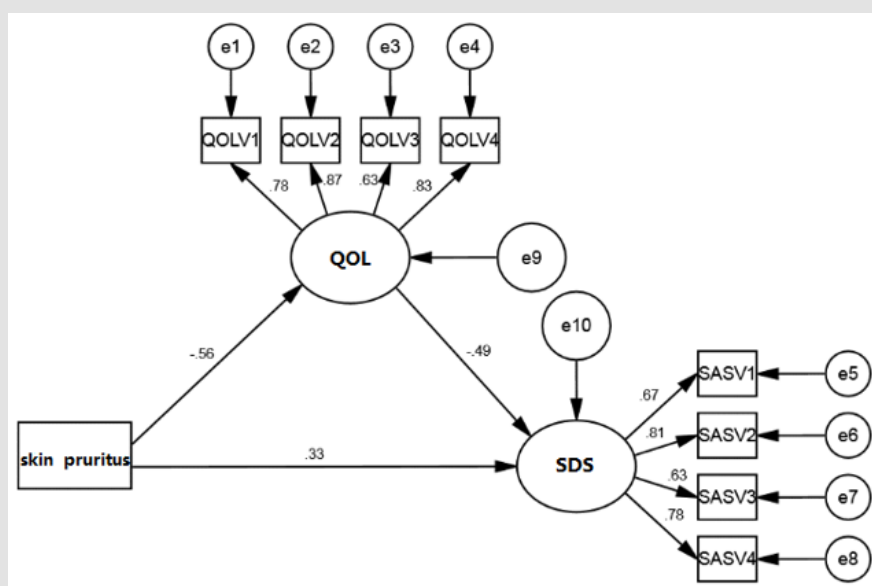 e1 e2 e3 e4
QOLV1 QOLV2 QOLV3 QOLV4
.78 .87 .63 .83
QOL
e9
e10
-.56
-.49
SASV1 e5
.67
SASV2 e6
.81
skin pruritus
.33
SDS
.63
SASV3 e7
.78
SASV4 e8